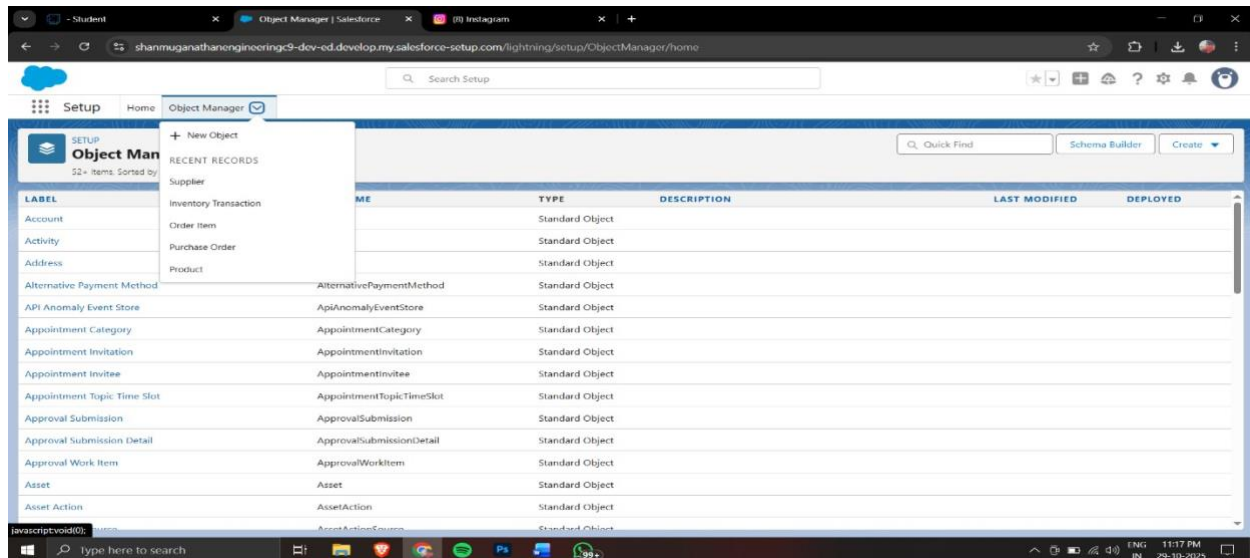 - Student
Object Manager | Salesforce
(8) Instagram
shanmuganathanengineeringc9-dev-ed.develop.my.salesforce-setup.com/lightning/setup/ObjectManager/home
Search Setup
Setup Home Object Manager
+ New Object
RECENT RECORDS
Supplier
Inventory Transaction
Order Item
Purchase Order
Product
SETUP
Object Man
52+ Items, Sorted by
Quick Find
Schema Builder
Create
LABEL ME TYPE DESCRIPTION LAST MODIFIED DEPLOYED
Account Standard Object
Activity Standard Object
Address Standard Object
Alternative Payment Method AlternativePaymentMethod Standard Object
API Anomaly Event Store ApiAnomalyEventStore Standard Object
Appointment Category AppointmentCategory Standard Object
Appointment Invitation AppointmentInvitation Standard Object
Appointment Invitee AppointmentInvitee Standard Object
Appointment Topic Time Slot AppointmentTopicTimeSlot Standard Object
Approval Submission ApprovalSubmission Standard Object
Approval Submission Detail ApprovalSubmissionDetail Standard Object
Approval Work Item ApprovalWorkItem Standard Object
Asset Asset Standard Object
Asset Action AssetAction Standard Object
AssetActionSource Standard Object
javascript:void(0);
Type here to search
Ps
99+
ENG
IN
11:17 PM
29-10-2025